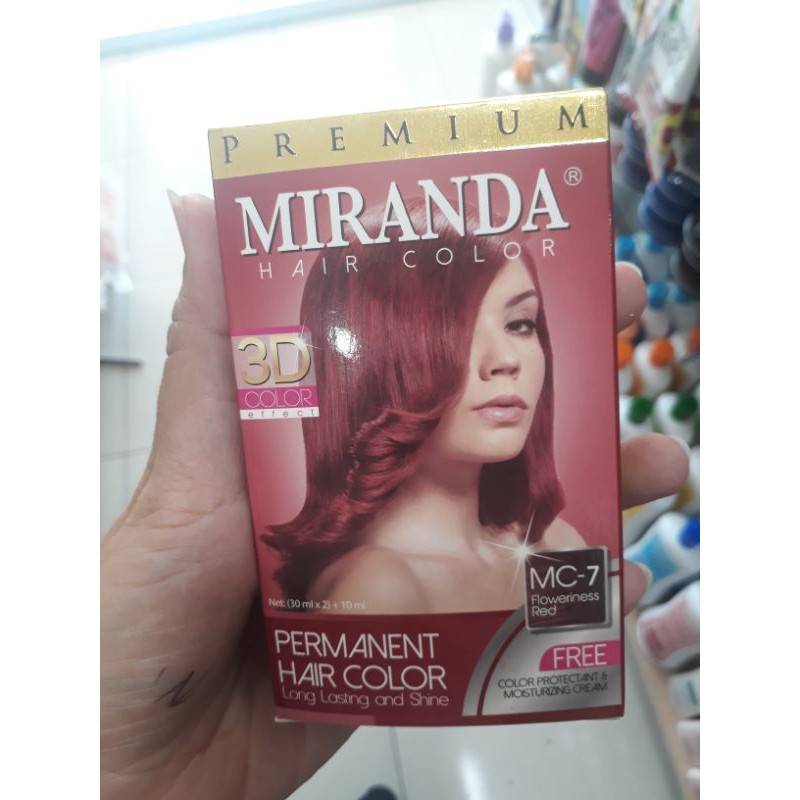 PREMIUM
MIRANDA®
HAIR COLOR
3D
COLOR
effect
MC-7
Floweriness
Red
Net: (30 ml x 2) + 10 ml
PERMANENT
HAIR COLOR
Long Lasting and Shine
FREE
COLOR PROTECTANT &
MOISTURIZING CREAM